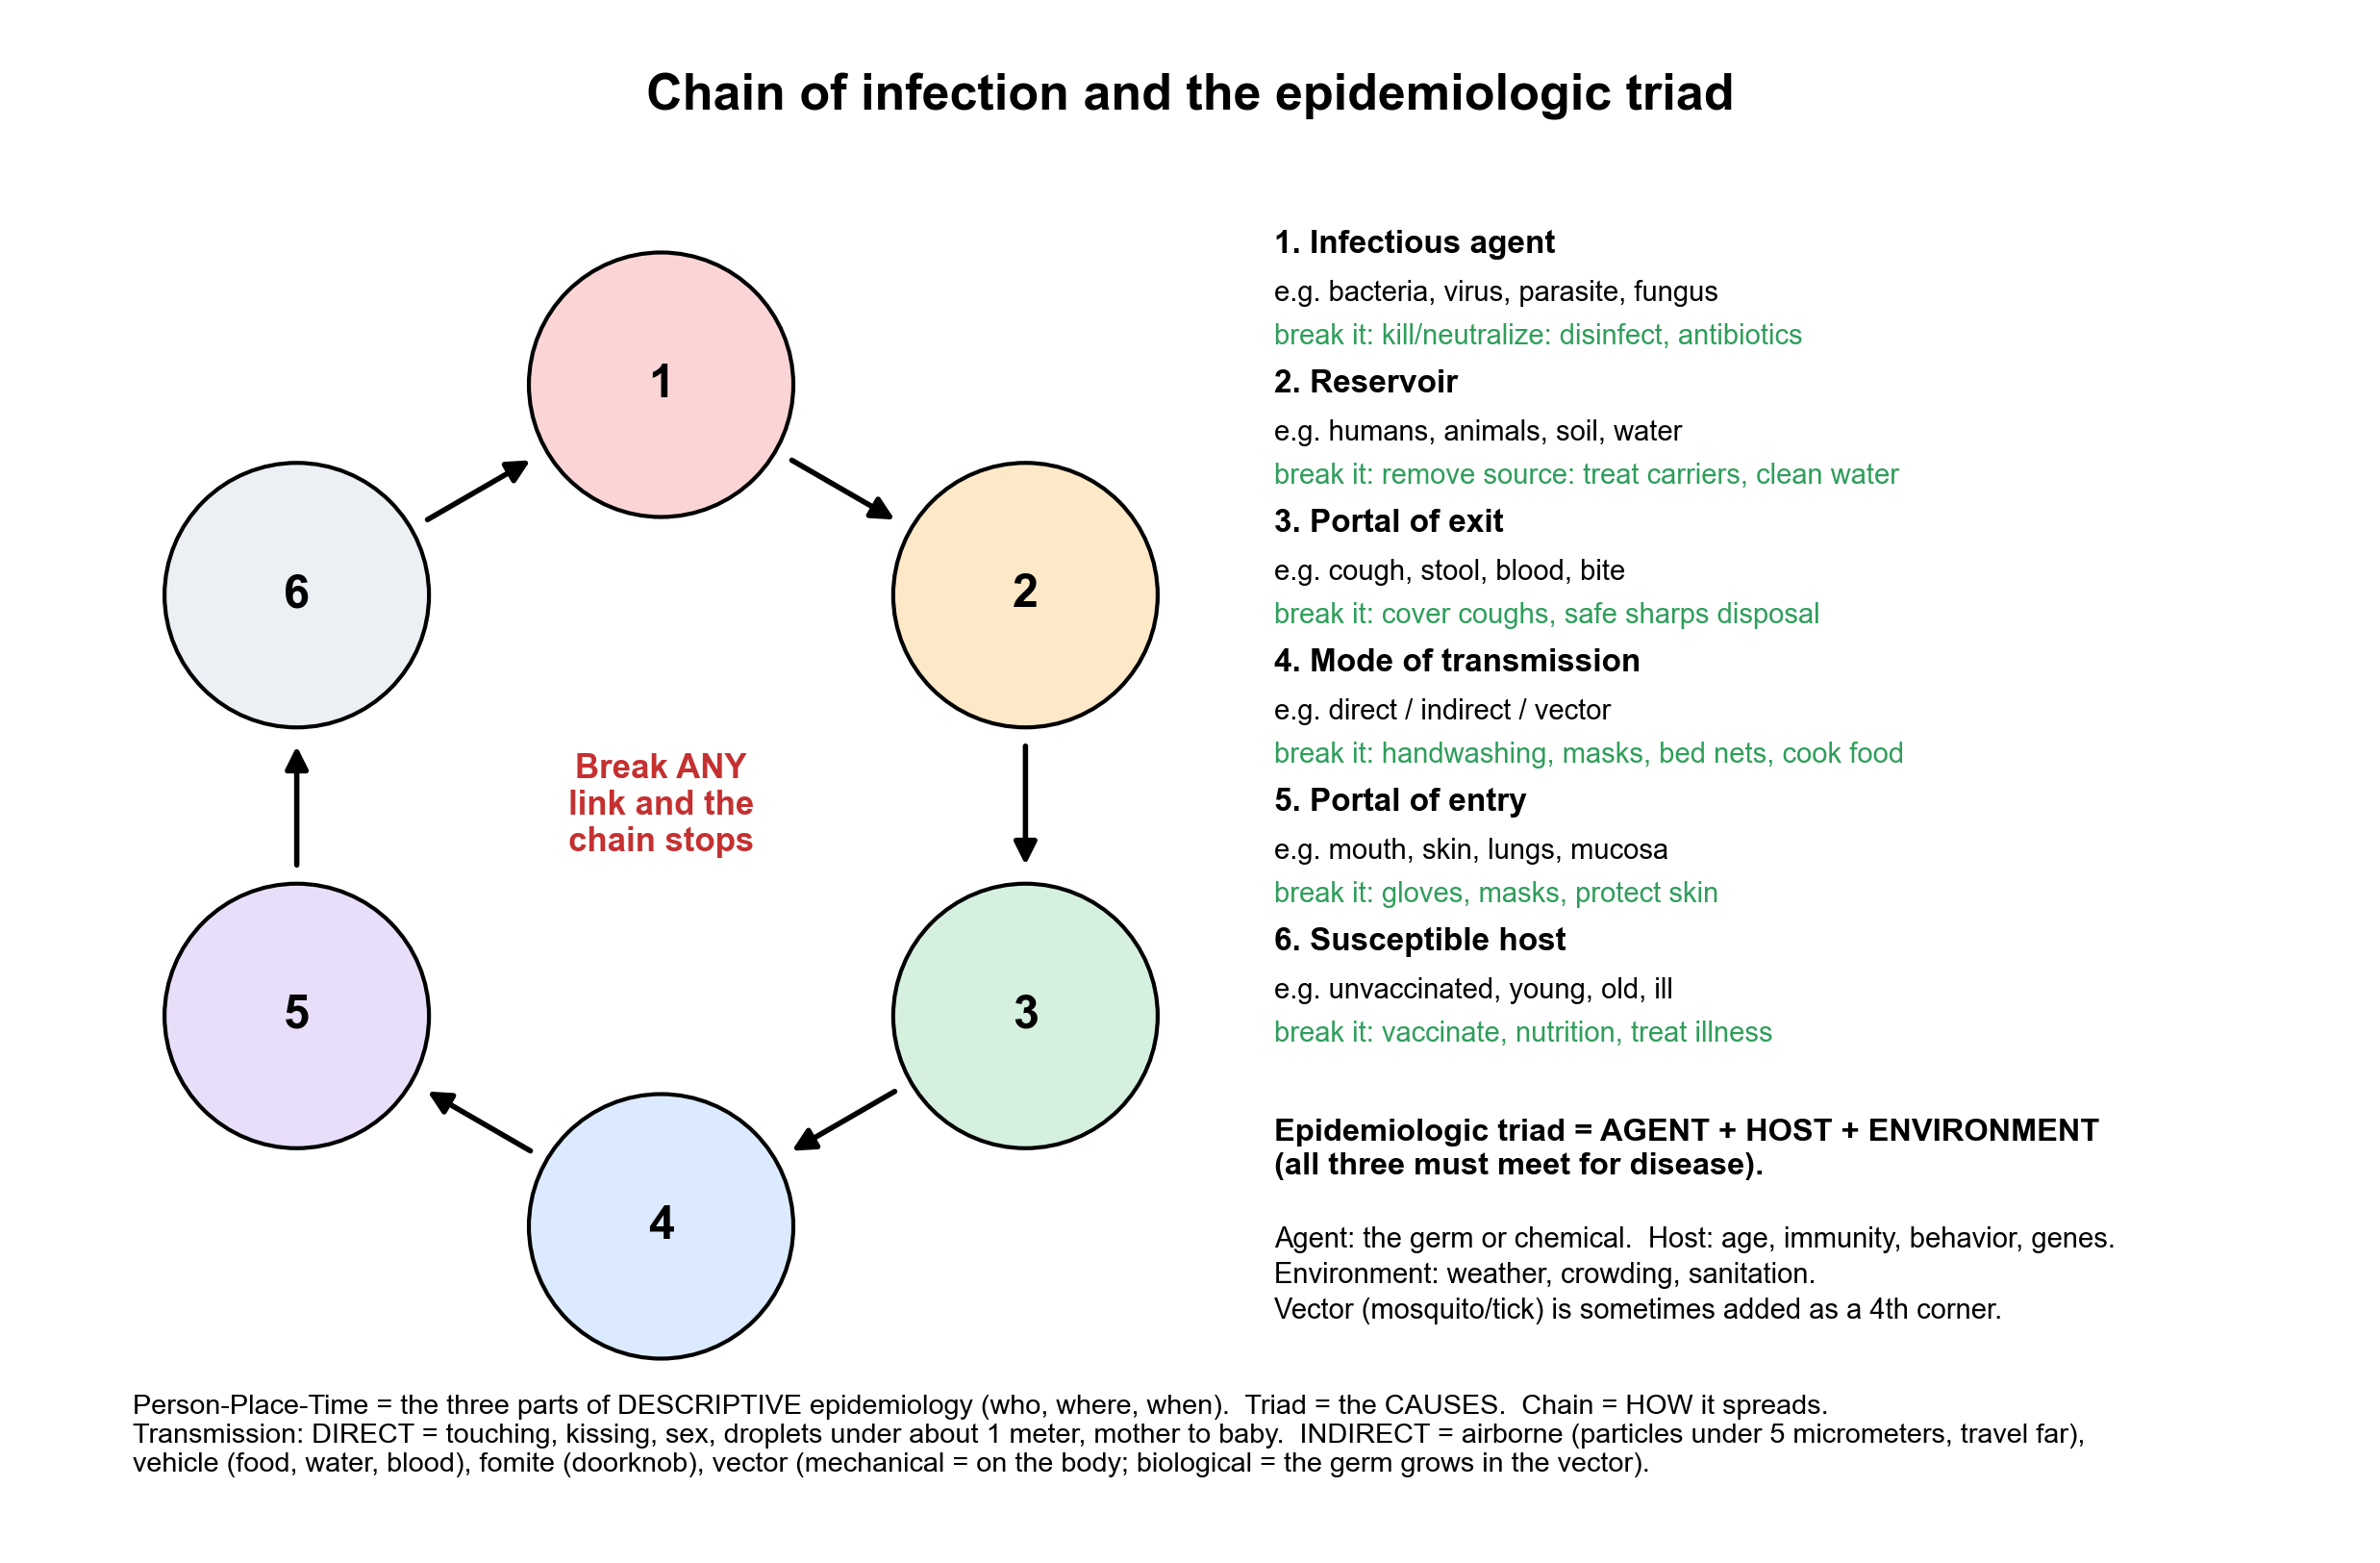 Chain of infection and the epidemiologic triad
1
2
3
4
5
6
Break ANY
link and the
chain stops
1. Infectious agent
e.g. bacteria, virus, parasite, fungus
break it: kill/neutralize: disinfect, antibiotics
2. Reservoir
e.g. humans, animals, soil, water
break it: remove source: treat carriers, clean water
3. Portal of exit
e.g. cough, stool, blood, bite
break it: cover coughs, safe sharps disposal
4. Mode of transmission
e.g. direct / indirect / vector
break it: handwashing, masks, bed nets, cook food
5. Portal of entry
e.g. mouth, skin, lungs, mucosa
break it: gloves, masks, protect skin
6. Susceptible host
e.g. unvaccinated, young, old, ill
break it: vaccinate, nutrition, treat illness
Epidemiologic triad = AGENT + HOST + ENVIRONMENT
(all three must meet for disease).
Agent: the germ or chemical.  Host: age, immunity, behavior, genes.
Environment: weather, crowding, sanitation.
Vector (mosquito/tick) is sometimes added as a 4th corner.
Person-Place-Time = the three parts of DESCRIPTIVE epidemiology (who, where, when).  Triad = the CAUSES.  Chain = HOW it spreads.
Transmission: DIRECT = touching, kissing, sex, droplets under about 1 meter, mother to baby.  INDIRECT = airborne (particles under 5 micrometers, travel far),
vehicle (food, water, blood), fomite (doorknob), vector (mechanical = on the body; biological = the germ grows in the vector).